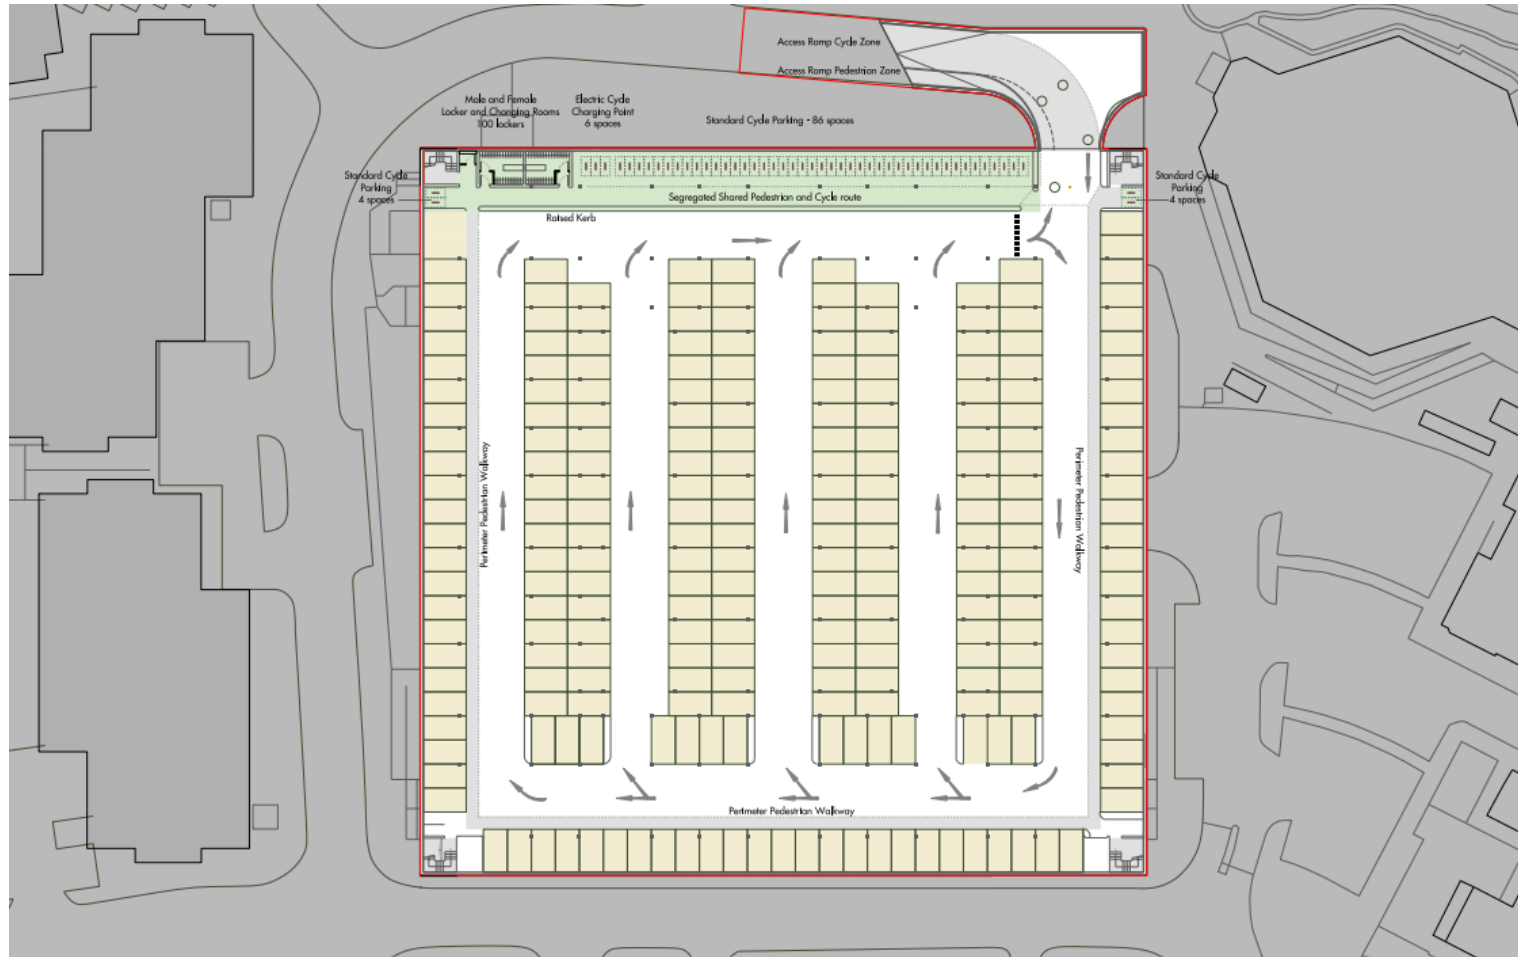 Access Ramp Cycle Zone
Access Ramp Pedestrian Zone
Male and Female
Locker and Changing Rooms
100 lockers
Electric Cycle
Charging Point
6 spaces
Standard Cycle Parking - 86 spaces
Standard Cycle
Parking
4 spaces
Standard Cycle
Parking
4 spaces
Segregated Shared Pedestrian and Cycle route
Raised Kerb
Perimeter Pedestrian Walkway
Perimeter Pedestrian Walkway
Perimeter Pedestrian Walkway